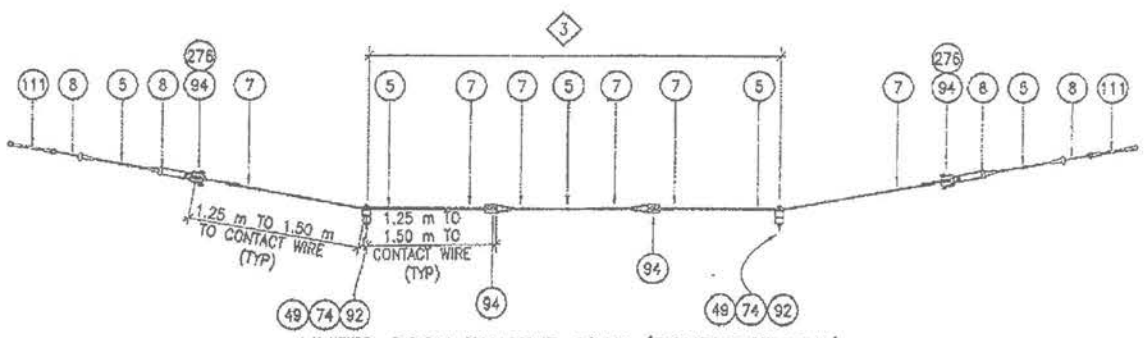 3
276
276
111 8 5 8 94 7 5 7 7 5 7 7 5 7 94 8 5 8 111
1.25 m TO 1.50 m
TO CONTACT WIRE
(TYP)
1.25 m TO
1.50 m TO
CONTACT WIRE
(TYP)
94
94
49 74 92
49 74 92